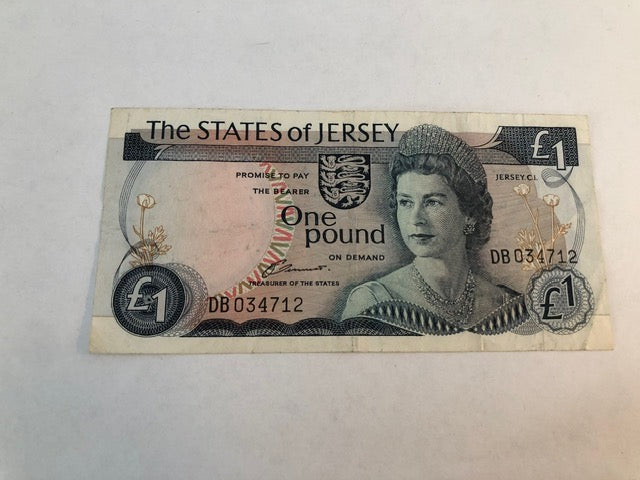 The STATES of JERSEY
£1
PROMISE TO PAY
THE BEARER
JERSEY.C.I.
One
pound
ON DEMAND
DB 034712
TREASURER OF THE STATES
£1
DB 034712
£1